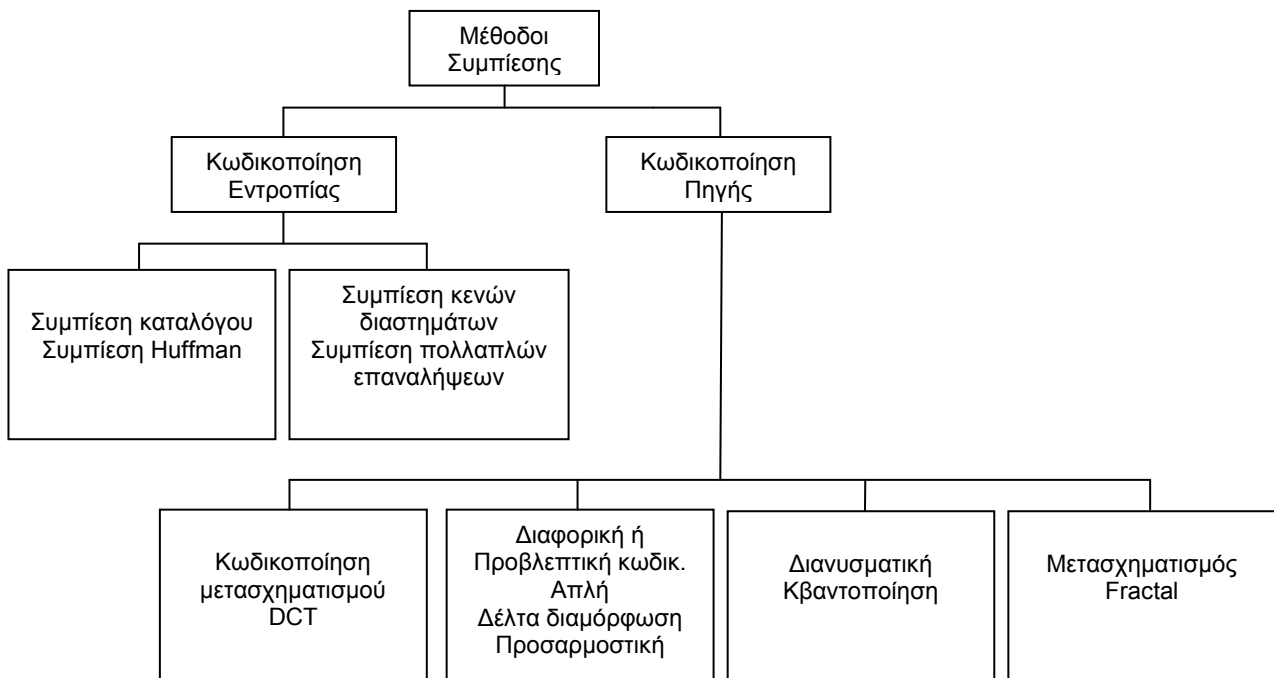 Μέθοδοι
Συμπίεσης
Κωδικοποίηση
Εντροπίας
Κωδικοποίηση
Πηγής
Συμπίεση καταλόγου
Συμπίεση Huffman
Συμπίεση κενών
διαστημάτων
Συμπίεση πολλαπλών
επαναλήψεων
Κωδικοποίηση
μετασχηματισμού
DCT
Διαφορική ή
Προβλεπτική κωδικ.
Απλή
Δέλτα διαμόρφωση
Προσαρμοστική
Διανυσματική
Κβαντοποίηση
Μετασχηματισμός
Fractal